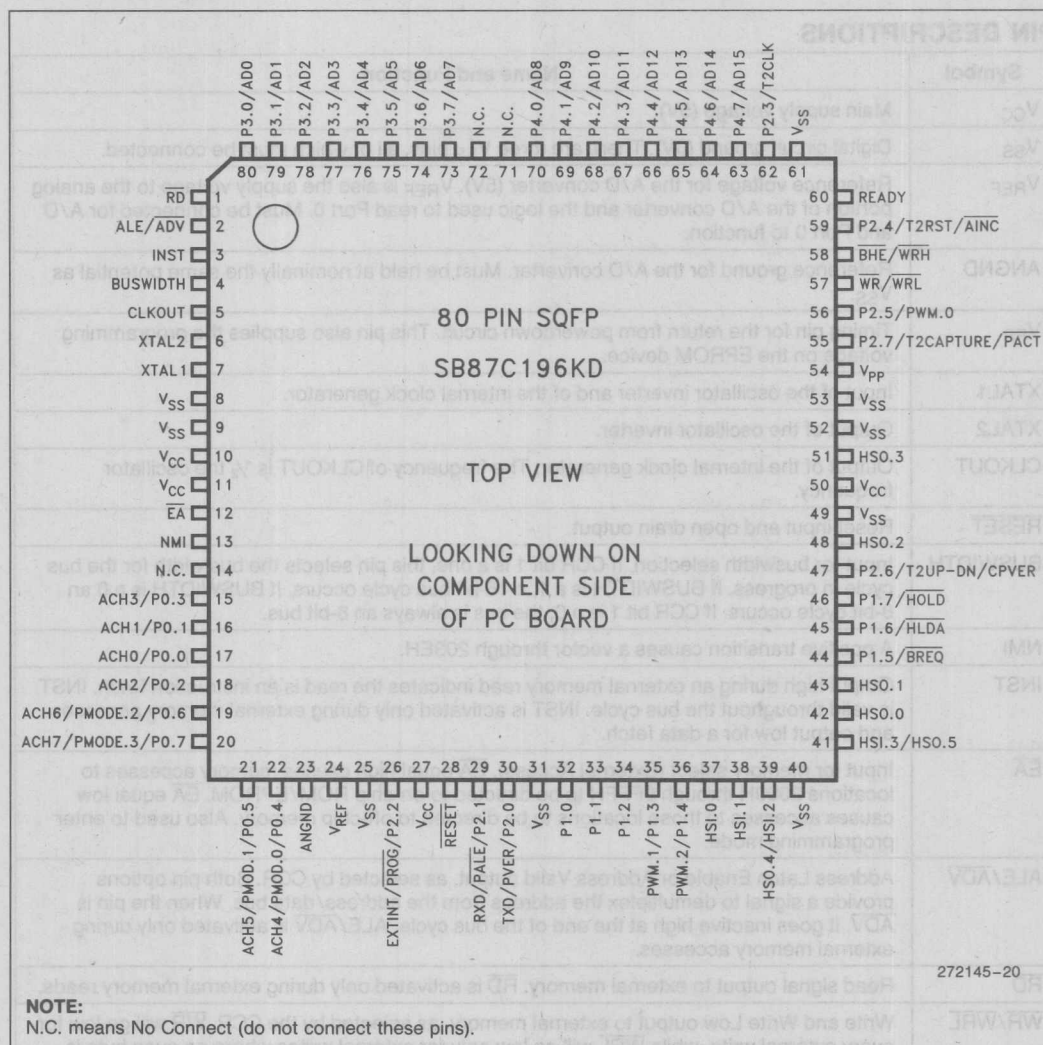 P3.0/AD0
P3.1/AD1
P3.2/AD2
P3.3/AD3
P3.4/AD4
P3.5/AD5
P3.6/AD6
P3.7/AD7
N.C.
N.C.
P4.0/AD8
P4.1/AD9
P4.2/AD10
P4.3/AD11
P4.4/AD12
P4.5/AD13
P4.6/AD14
P4.7/AD15
P2.3/T2CLK
VSS
80 79 78 77 76 75 74 73 72 71 70 69 68 67 66 65 64 63 62 61
RD 1
ALE/ADV 2
INST 3
BUSWIDTH 4
CLKOUT 5
XTAL2 6
XTAL1 7
VSS 8
VSS 9
VCC 10
VCC 11
EA 12
NMI 13
N.C. 14
ACH3/P0.3 15
ACH1/P0.1 16
ACH0/P0.0 17
ACH2/P0.2 18
ACH6/PMODE.2/P0.6 19
ACH7/PMODE.3/P0.7 20
80 PIN SQFP
SB87C196KD
TOP VIEW
LOOKING DOWN ON
COMPONENT SIDE
OF PC BOARD
60 READY
59 P2.4/T2RST/AINC
58 BHE/WRH
57 WR/WRL
56 P2.5/PWM.0
55 P2.7/T2CAPTURE/PACT
54 VPP
53 VSS
52 VSS
51 HSO.3
50 VCC
49 VSS
48 HSO.2
47 P2.6/T2UP-DN/CPVER
46 P1.7/HOLD
45 P1.6/HLDA
44 P1.5/BREQ
43 HSO.1
42 HSO.0
41 HSI.3/HSO.5
21 22 23 24 25 26 27 28 29 30 31 32 33 34 35 36 37 38 39 40
ACH5/PMOD.1/P0.5
ACH4/PMOD.0/P0.4
ANGND
VREF
VSS
EXTINT/PROG/P2.2
VCC
RESET
RXD/PALE/P2.1
TXD/PVER/P2.0
VSS
P1.0
P1.1
P1.2
PWM.1/P1.3
PWM.2/P1.4
HSI.0
HSI.1
HSO.4/HSI.2
VSS
272145-20
NOTE:
N.C. means No Connect (do not connect these pins).